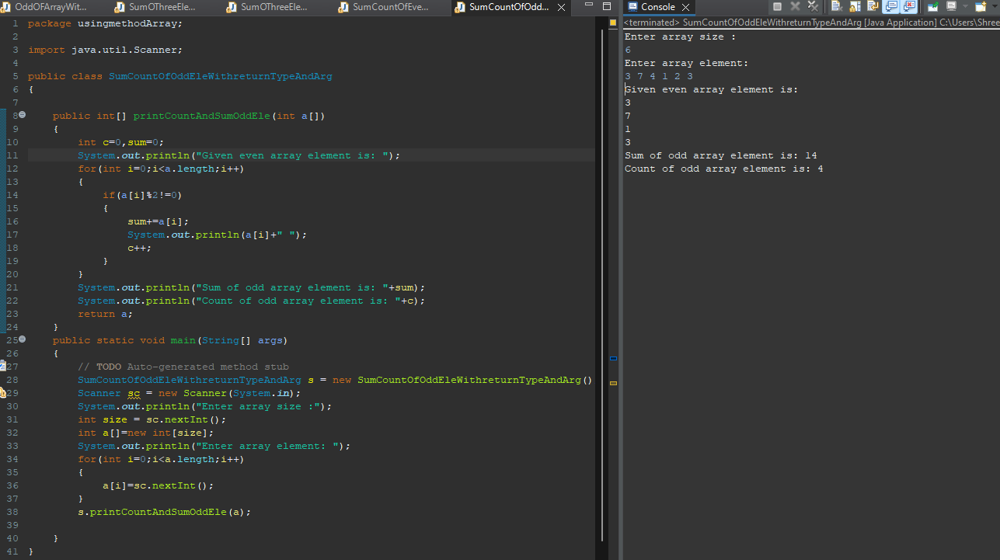 OddOFArrayWit...
SumOThreeEle...
SumOThreeEle...
SumCountOfEve...
SumCountOfOdd...
1 package usingmethodArray;
2
3 import java.util.Scanner;
4
5 public class SumCountOfOddEleWithreturnTypeAndArg
6 {
7
8 public int[] printCountAndSumOddEle(int a[])
9 {
10 int c=0,sum=0;
11 System.out.println("Given even array element is: ");
12 for(int i=0;i<a.length;i++)
13 {
14 if(a[i]%2!=0)
15 {
16 sum+=a[i];
17 System.out.println(a[i]+" ");
18 c++;
19 }
20 }
21 System.out.println("Sum of odd array element is: "+sum);
22 System.out.println("Count of odd array element is: "+c);
23 return a;
24 }
25 public static void main(String[] args)
26 {
27 // TODO Auto-generated method stub
28 SumCountOfOddEleWithreturnTypeAndArg s = new SumCountOfOddEleWithreturnTypeAndArg()
29 Scanner sc = new Scanner(System.in);
30 System.out.println("Enter array size :");
31 int size = sc.nextInt();
32 int a[]=new int[size];
33 System.out.println("Enter array element: ");
34 for(int i=0;i<a.length;i++)
35 {
36 a[i]=sc.nextInt();
37 }
38 s.printCountAndSumOddEle(a);
39
40 }
41 }
Console
<terminated> SumCountOfOddEleWithreturnTypeAndArg [Java Application] C:\Users\Shree
Enter array size :
6
Enter array element:
3 7 4 1 2 3
Given even array element is:
3
7
1
3
Sum of odd array element is: 14
Count of odd array element is: 4